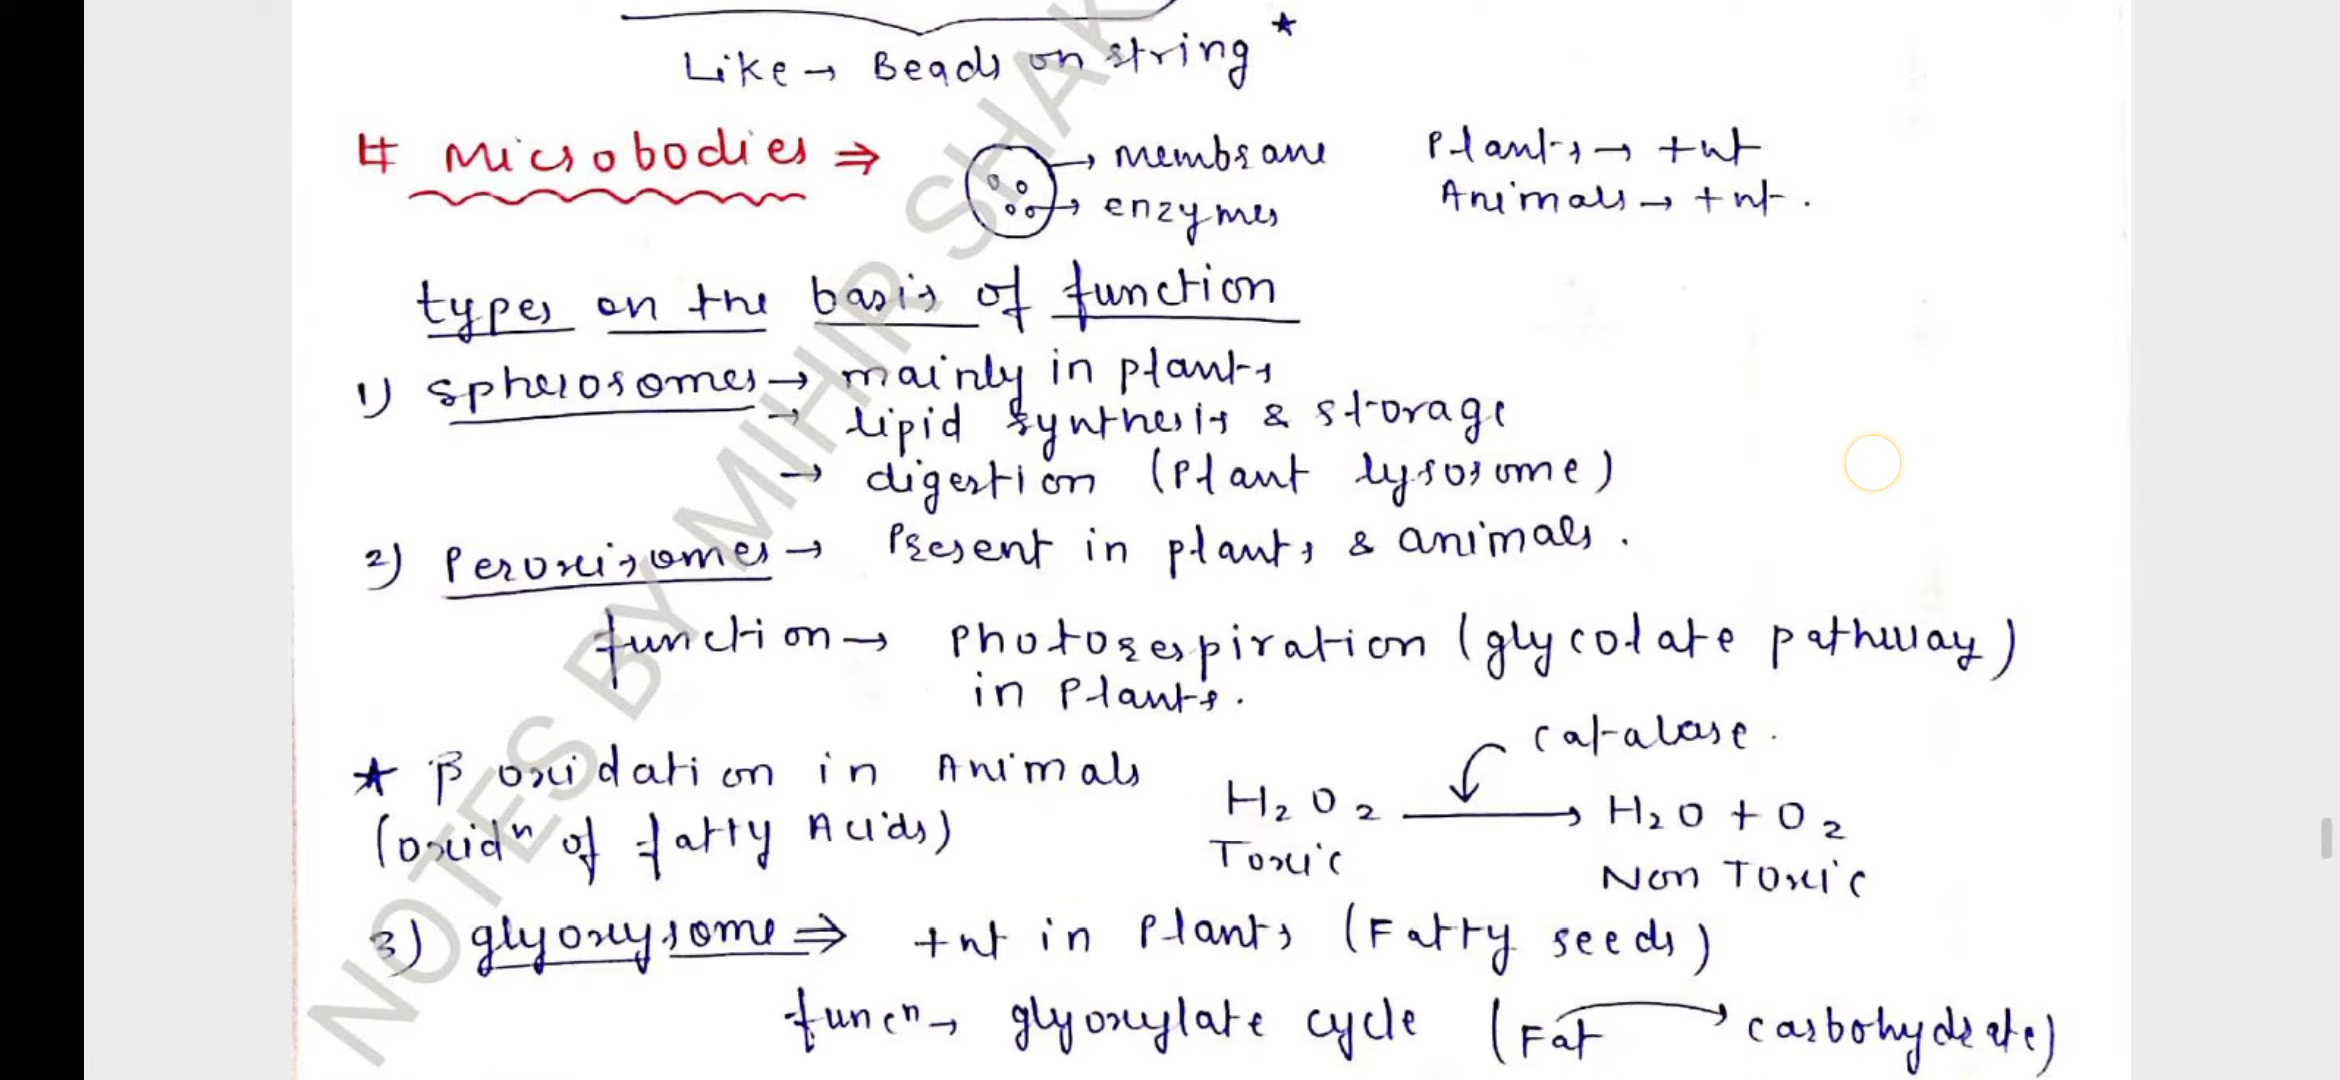 Like → Beads on string *
# Microbodies ⇒
→ membrane
→ enzymes
Plants → +nt
Animals → +nt.
types on the basis of function
1) Spherosomes → mainly in plants
→ lipid synthesis & storage
→ digestion (Plant lysosome)
2) Peroxisomes → Present in plants & animals.
function → Photorespiration (glycolate pathway)
in Plants.
★ β oxidation in Animals
(oxidⁿ of fatty Acids)
catalase.
H₂O₂ → H₂O + O₂
Toxic
Non Toxic
3) glyoxysome ⇒ +nt in Plants (Fatty seeds)
funcⁿ → glyoxylate cycle (Fat → carbohydrate)
NOTES BY MIHIR SHAK